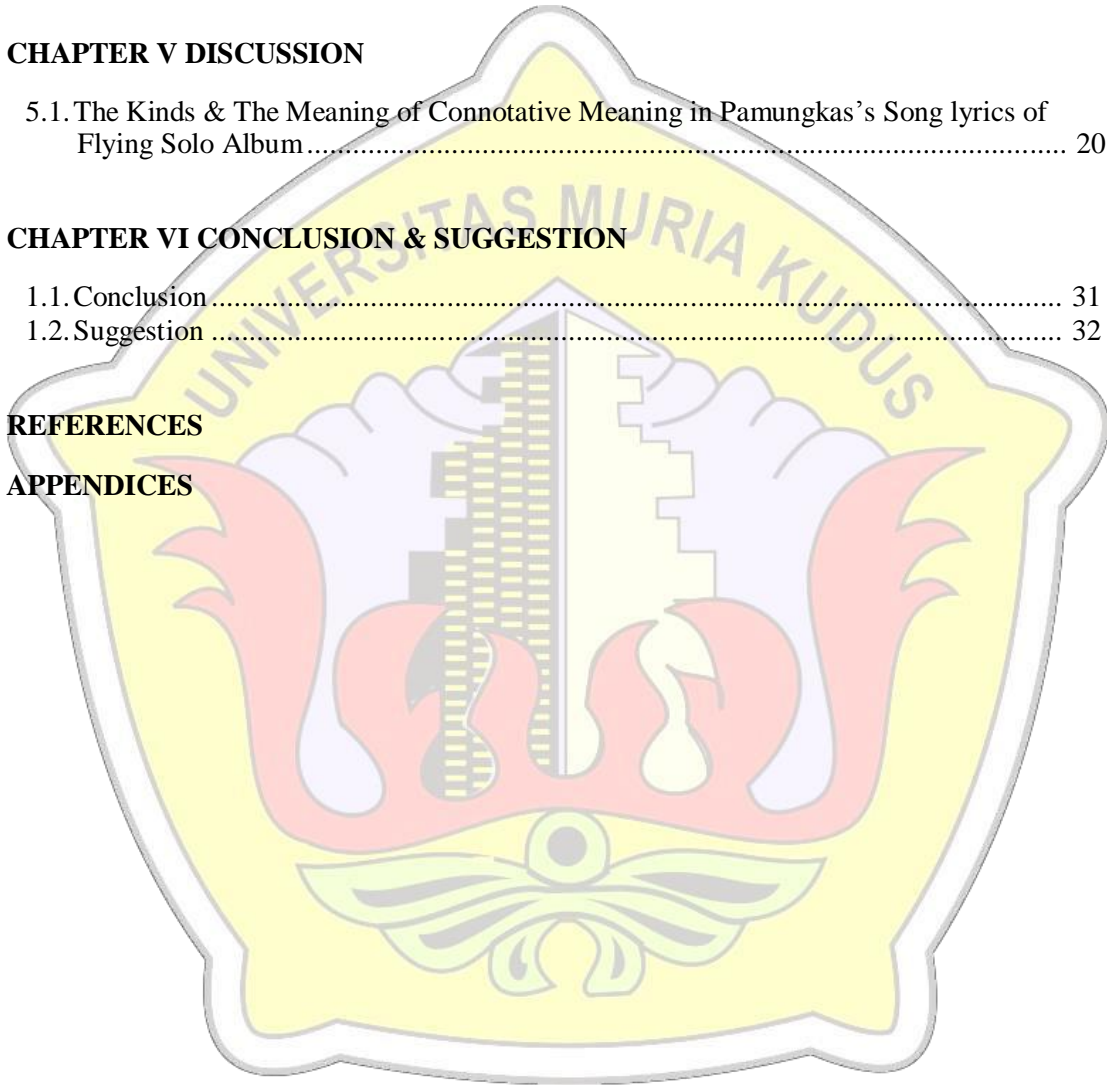 CHAPTER V DISCUSSION
5.1. The Kinds & The Meaning of Connotative Meaning in Pamungkas's Song lyrics of
Flying Solo Album.................................................................................... 20
UNIVERSITAS MURIA KUDUS
CHAPTER VI CONCLUSION & SUGGESTION
1.1. Conclusion............................................................................................... 31
1.2. Suggestion ............................................................................................... 32
REFERENCES
APPENDICES